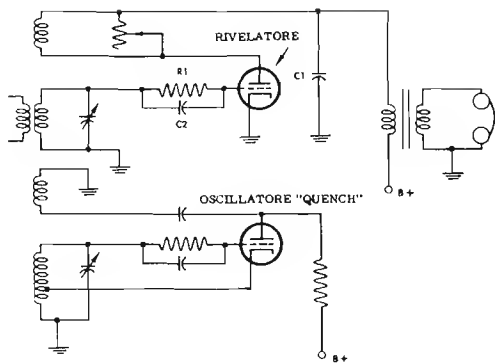 RIVELATORE
R1
C1
C2
B+
OSCILLATORE "QUENCH"
B+